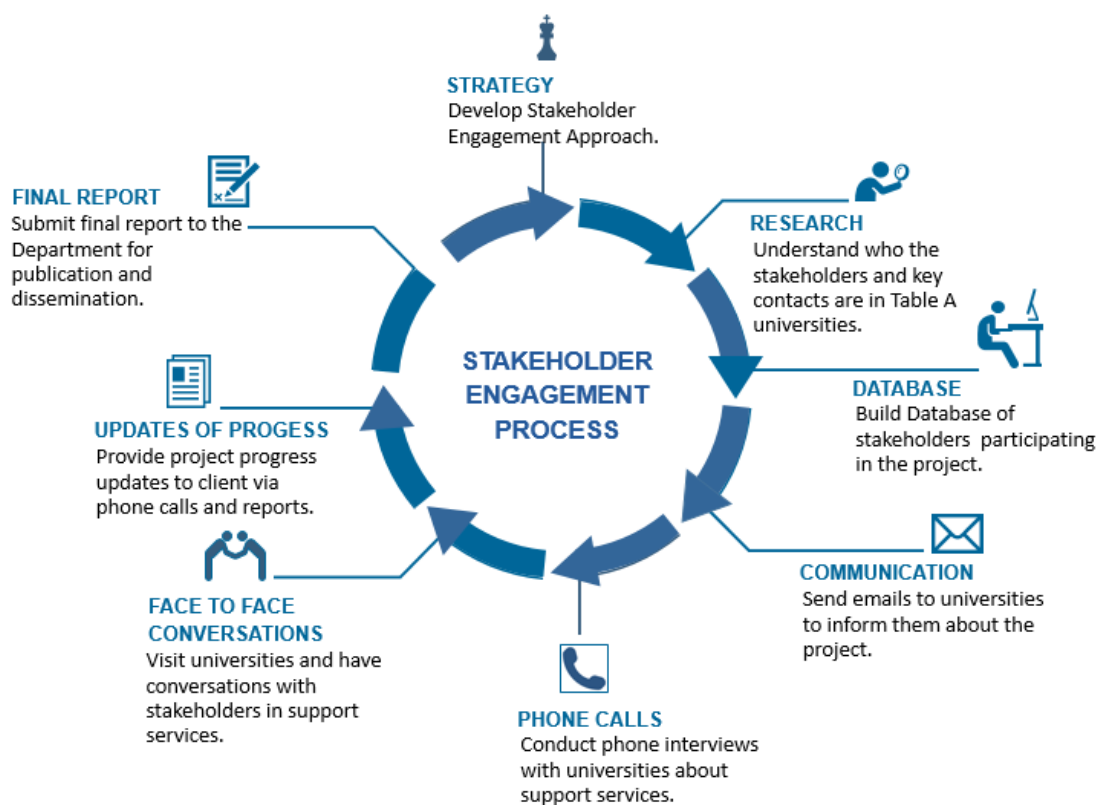 STRATEGY
Develop Stakeholder
Engagement Approach.
RESEARCH
Understand who the
stakeholders and key
contacts are in Table A
universities.
DATABASE
Build Database of
stakeholders participating
in the project.
COMMUNICATION
Send emails to universities
to inform them about the
project.
PHONE CALLS
Conduct phone interviews
with universities about
support services.
FACE TO FACE
CONVERSATIONS
Visit universities and have
conversations with
stakeholders in support
services.
UPDATES OF PROGESS
Provide project progress
updates to client via
phone calls and reports.
FINAL REPORT
Submit final report to the
Department for
publication and
dissemination.
STAKEHOLDER
ENGAGEMENT
PROCESS